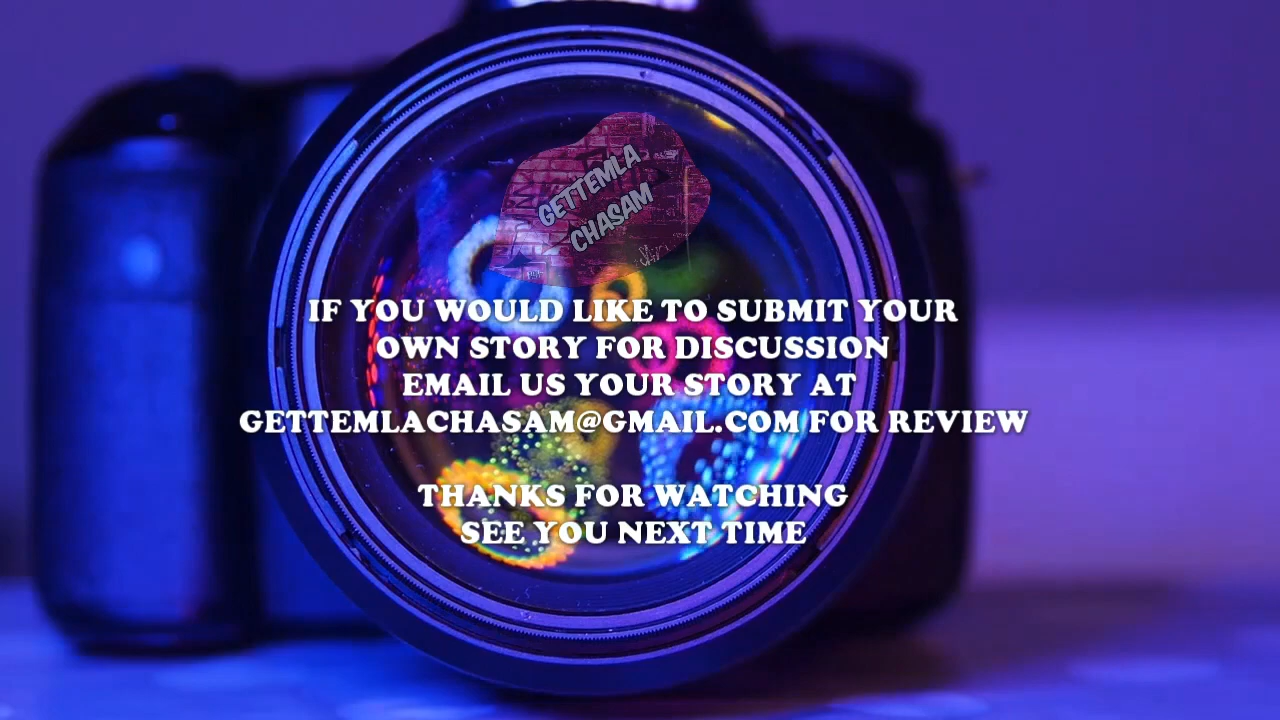 GETTEMLA
CHASAM
IF YOU WOULD LIKE TO SUBMIT YOUR
OWN STORY FOR DISCUSSION
EMAIL US YOUR STORY AT
GETTEMLACHASAM@GMAIL.COM FOR REVIEW
THANKS FOR WATCHING
SEE YOU NEXT TIME